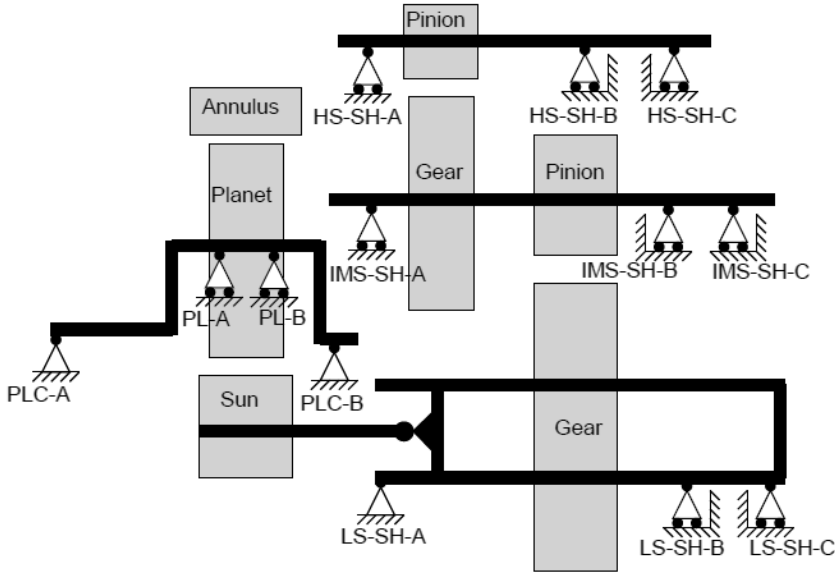 Pinion
HS-SH-A
HS-SH-B
HS-SH-C
Annulus
Gear
Pinion
Planet
IMS-SH-A
IMS-SH-B
IMS-SH-C
PL-A
PL-B
PLC-A
PLC-B
Sun
Gear
LS-SH-A
LS-SH-B
LS-SH-C